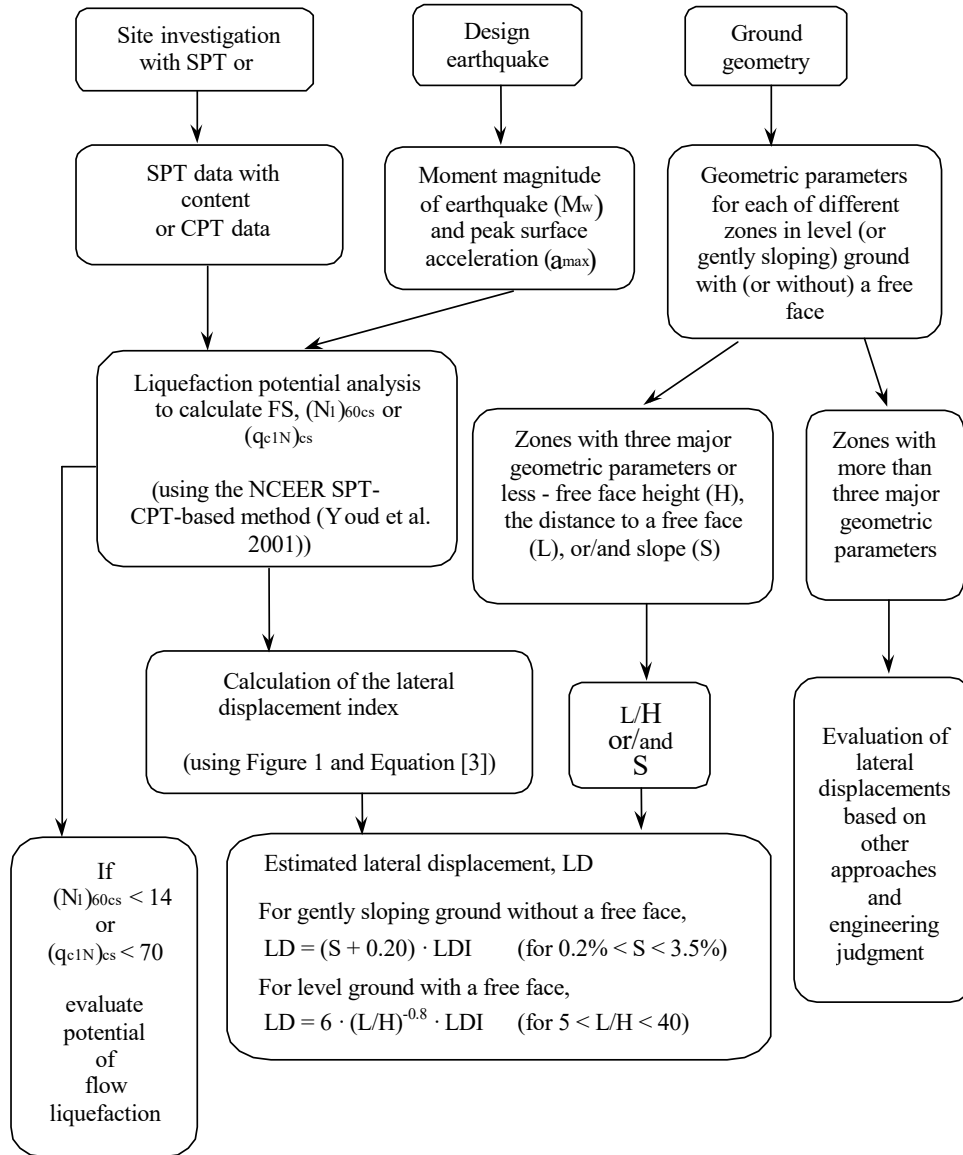 Site investigation
with SPT or
Design
earthquake
Ground
geometry
SPT data with
content
or CPT data
Moment magnitude
of earthquake (Mw)
and peak surface
acceleration (amax)
Geometric parameters
for each of different
zones in level (or
gently sloping) ground
with (or without) a free
face
Liquefaction potential analysis
to calculate FS, (N1)60cs or
(qc1N)cs
(using the NCEER SPT-
CPT-based method (Youd et al.
2001))
Zones with three major
geometric parameters or
less - free face height (H),
the distance to a free face
(L), or/and slope (S)
Zones with
more than
three major
geometric
parameters
Calculation of the lateral
displacement index
(using Figure 1 and Equation [3])
L/H
or/and
S
Evaluation of
lateral
displacements
based on
other
approaches
and
engineering
judgment
If
(N1)60cs < 14
or
(qc1N)cs < 70
evaluate
potential
of
flow
liquefaction
Estimated lateral displacement, LD
For gently sloping ground without a free face,
LD = (S + 0.20) · LDI (for 0.2% < S < 3.5%)
For level ground with a free face,
LD = 6 · (L/H)-0.8 · LDI (for 5 < L/H < 40)